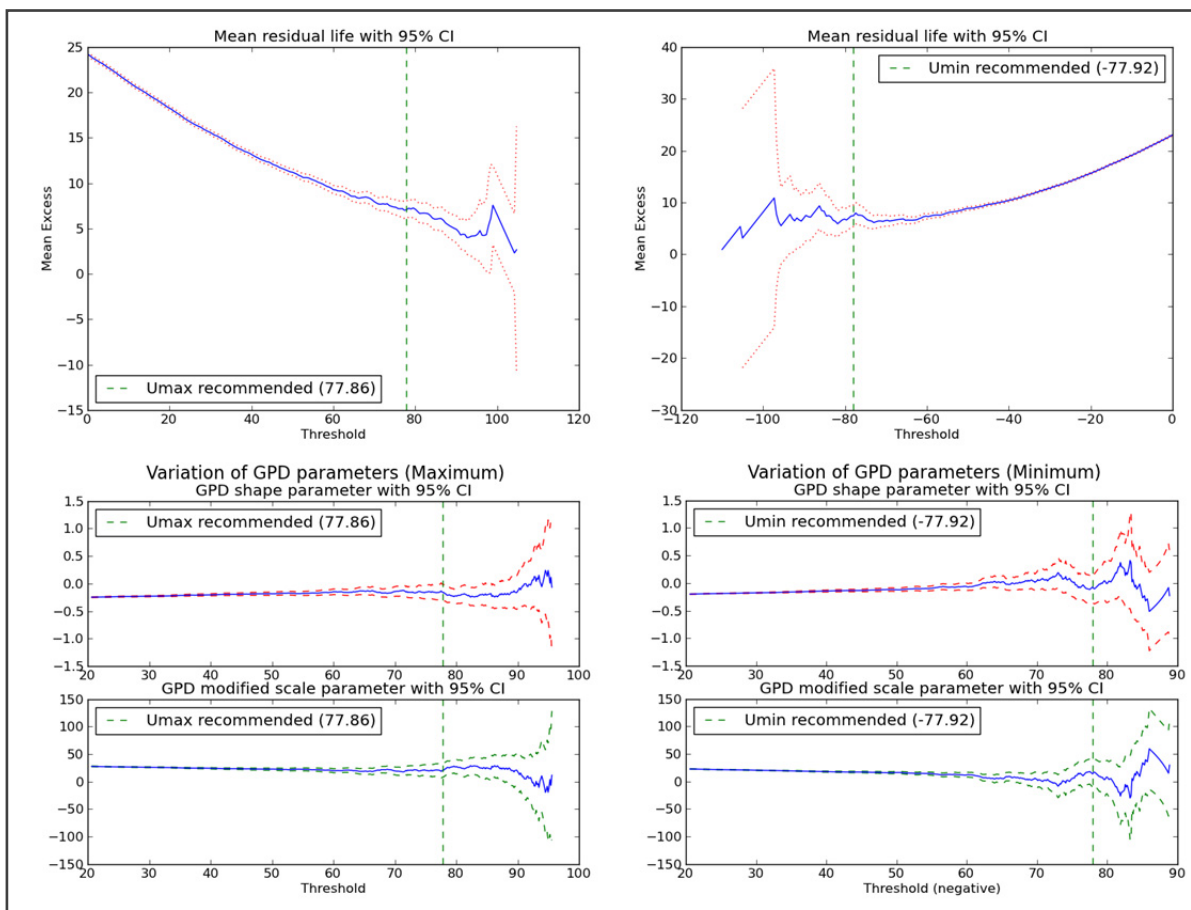 Mean residual life with 95% CI
25
20
15
10
5
0
−5
−10
−15
Mean Excess
Umax recommended (77.86)
0 20 40 60 80 100 120
Threshold
Mean residual life with 95% CI
40
30
20
10
0
−10
−20
−30
Mean Excess
Umin recommended (-77.92)
−120 −100 −80 −60 −40 −20 0
Threshold
Variation of GPD parameters (Maximum)
GPD shape parameter with 95% CI
1.5
1.0
0.5
0.0
−0.5
−1.0
−1.5
Umax recommended (77.86)
20 30 40 50 60 70 80 90 100
GPD modified scale parameter with 95% CI
150
100
50
0
−50
−100
−150
Umax recommended (77.86)
20 30 40 50 60 70 80 90 100
Threshold
Variation of GPD parameters (Minimum)
GPD shape parameter with 95% CI
1.5
1.0
0.5
0.0
−0.5
−1.0
−1.5
Umin recommended (-77.92)
20 30 40 50 60 70 80 90
GPD modified scale parameter with 95% CI
150
100
50
0
−50
−100
−150
Umin recommended (-77.92)
20 30 40 50 60 70 80 90
Threshold (negative)